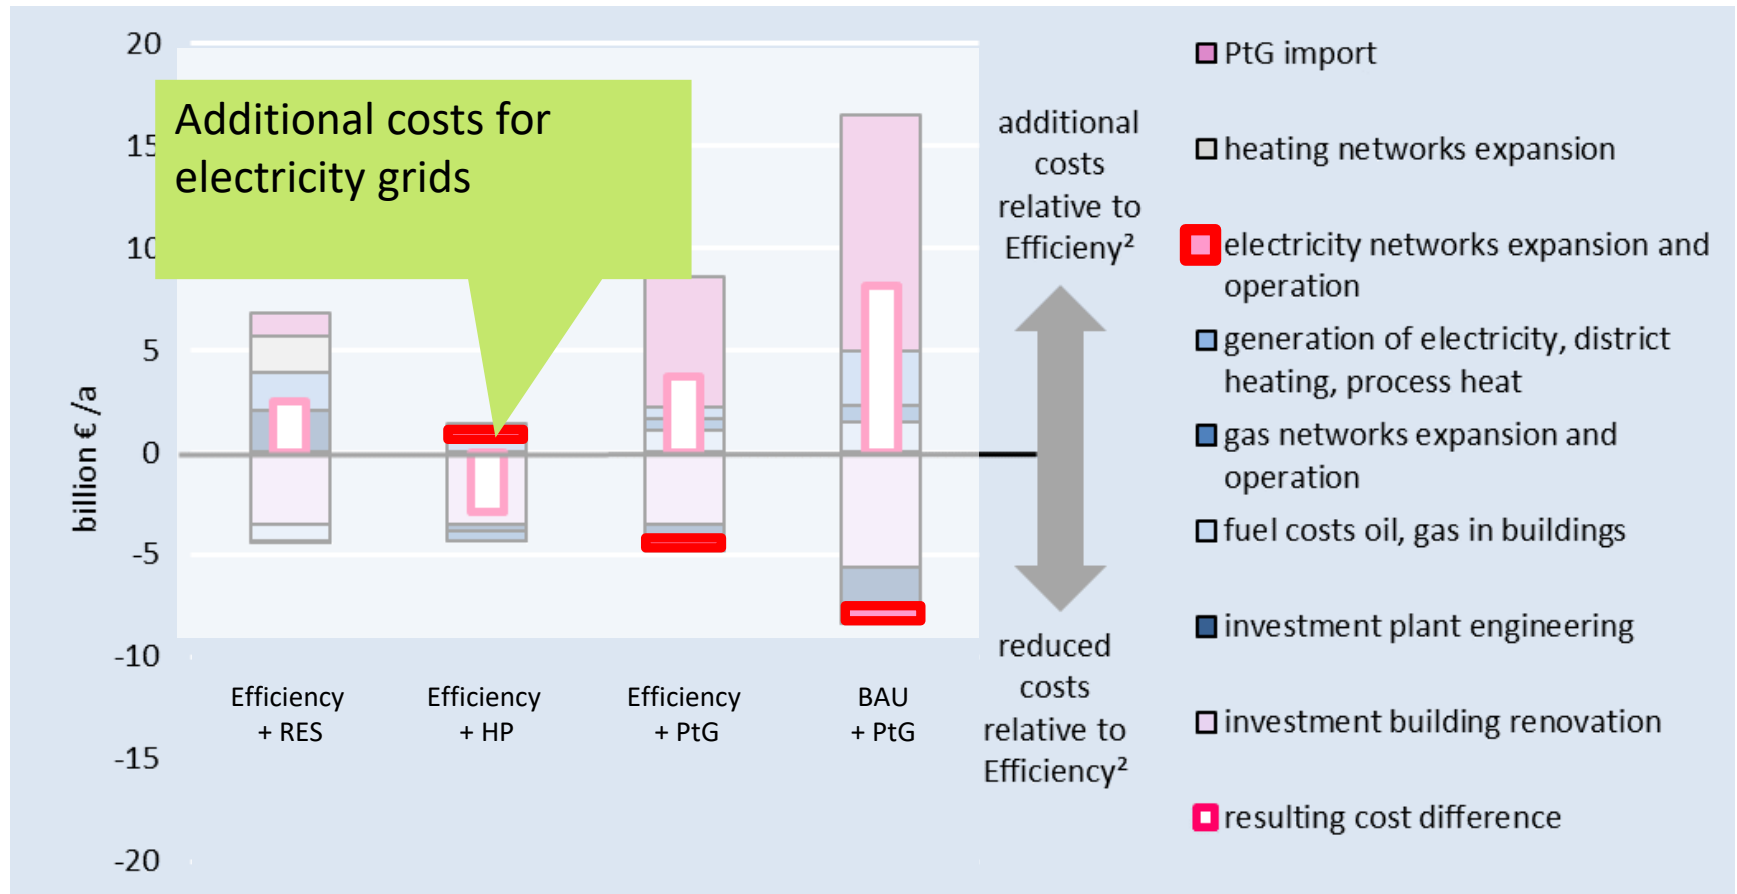 20
15
10
5
0
-5
-10
-15
-20
billion € /a
Additional costs for
electricity grids
Efficiency
+ RES
Efficiency
+ HP
Efficiency
+ PtG
BAU
+ PtG
additional
costs
relative to
Efficieny²
reduced
costs
relative to
Efficiency²
PtG import
heating networks expansion
electricity networks expansion and
operation
generation of electricity, district
heating, process heat
gas networks expansion and
operation
fuel costs oil, gas in buildings
investment plant engineering
investment building renovation
resulting cost difference